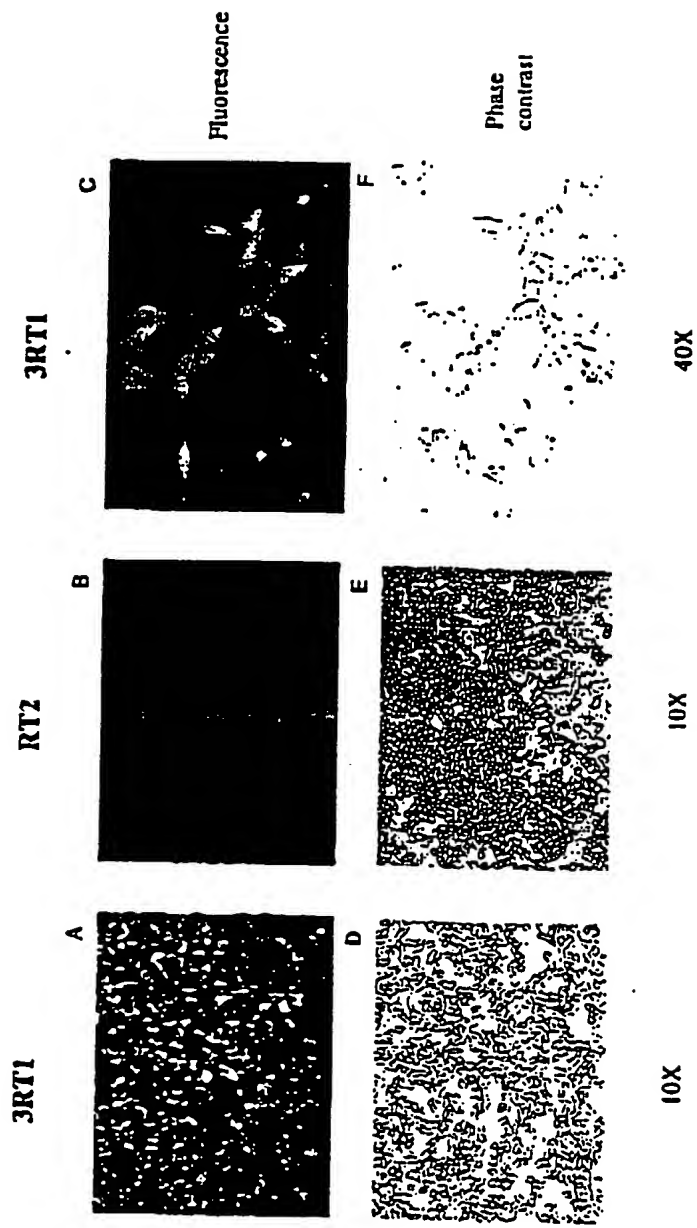 3RT1
RT2
3RT1
A
B
C
Fluorescence
D
E
F
Phase
contrast
10X
10X
40X